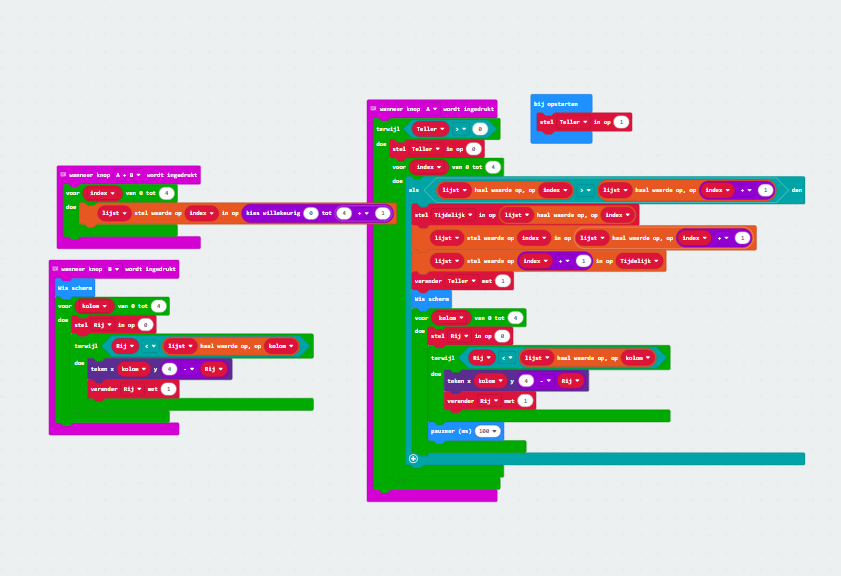 wanneer knop A + B wordt ingedrukt
voor index van 0 tot 4
doe
lijst stel waarde op index in op kies willekeurig 0 tot 4 + 1
wanneer knop B wordt ingedrukt
Wis scherm
voor kolom van 0 tot 4
doe
stel Rij in op 0
terwijl Rij < lijst haal waarde op, op kolom
doe
teken x kolom y 4 - Rij
verander Rij met 1
wanneer knop A wordt ingedrukt
terwijl Teller > 0
doe
stel Teller in op 0
voor index van 0 tot 4
doe
als lijst haal waarde op, op index > lijst haal waarde op, op index + 1 dan
stel Tijdelijk in op lijst haal waarde op, op index
lijst stel waarde op index in op lijst haal waarde op, op index + 1
lijst stel waarde op index + 1 in op Tijdelijk
verander Teller met 1
Wis scherm
voor kolom van 0 tot 4
doe
stel Rij in op 0
terwijl Rij < lijst haal waarde op, op kolom
doe
teken x kolom y 4 - Rij
verander Rij met 1
pauzeer (ms) 100
bij opstarten
stel Teller in op 1